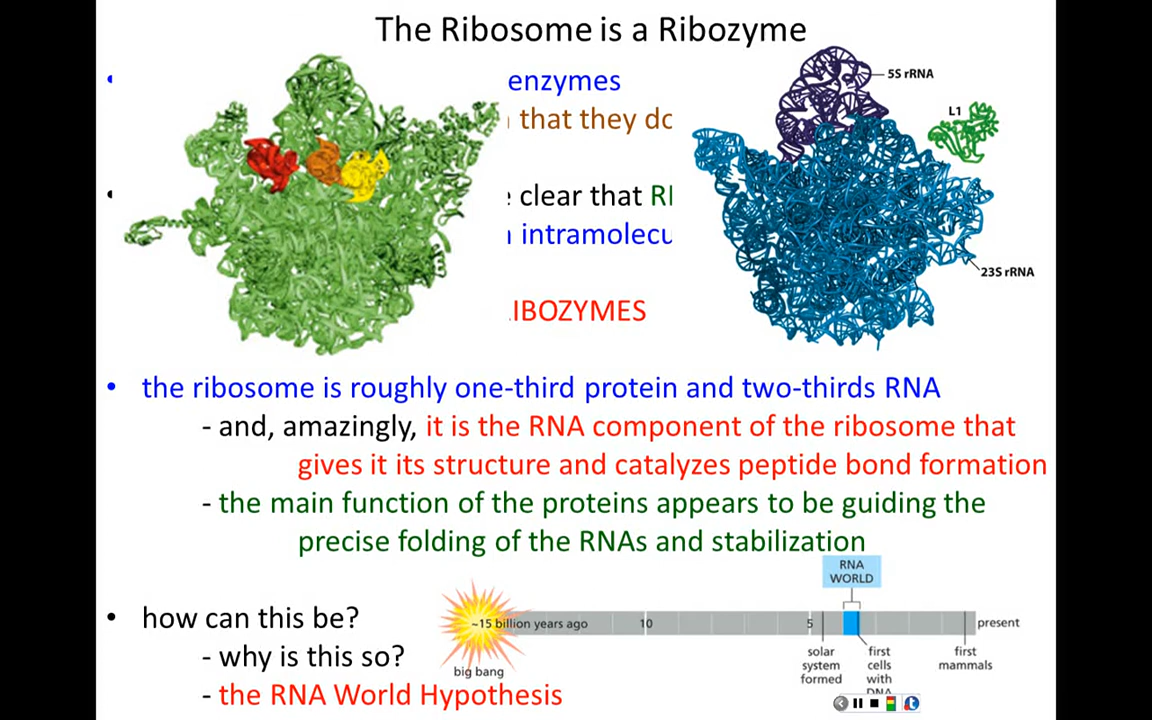 The Ribosome is a Ribozyme
• enzymes
that they do
• clear that
intramolecu
IBOZYMES
5S rRNA
L1
23S rRNA
• the ribosome is roughly one-third protein and two-thirds RNA
- and, amazingly, it is the RNA component of the ribosome that
gives it its structure and catalyzes peptide bond formation
- the main function of the proteins appears to be guiding the
precise folding of the RNAs and stabilization
• how can this be?
- why is this so?
- the RNA World Hypothesis
RNA
WORLD
~15 billion years ago
10
5
present
big bang
solar
system
formed
first
cells
with
DNA
first
mammals